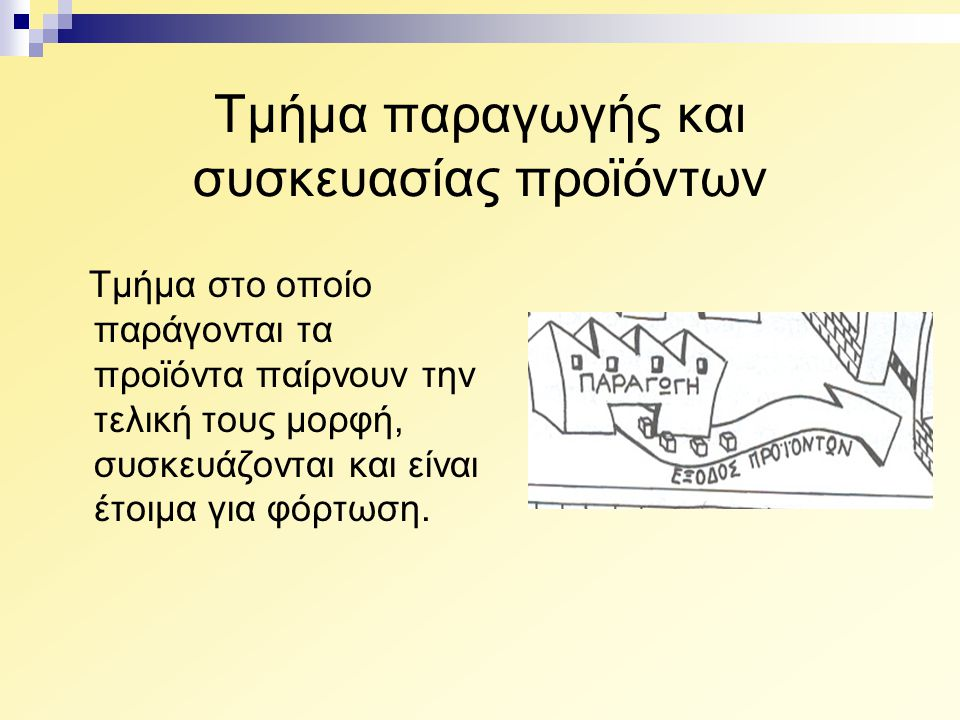 Τμήμα παραγωγής και
συσκευασίας προϊόντων
Τμήμα στο οποίο
παράγονται τα
προϊόντα παίρνουν την
τελική τους μορφή,
συσκευάζονται και είναι
έτοιμα για φόρτωση.
ΠΑΡΑΓΩΓΗ
ΕΞΟΔΟΣ ΠΡΟΪΟΝΤΩΝ